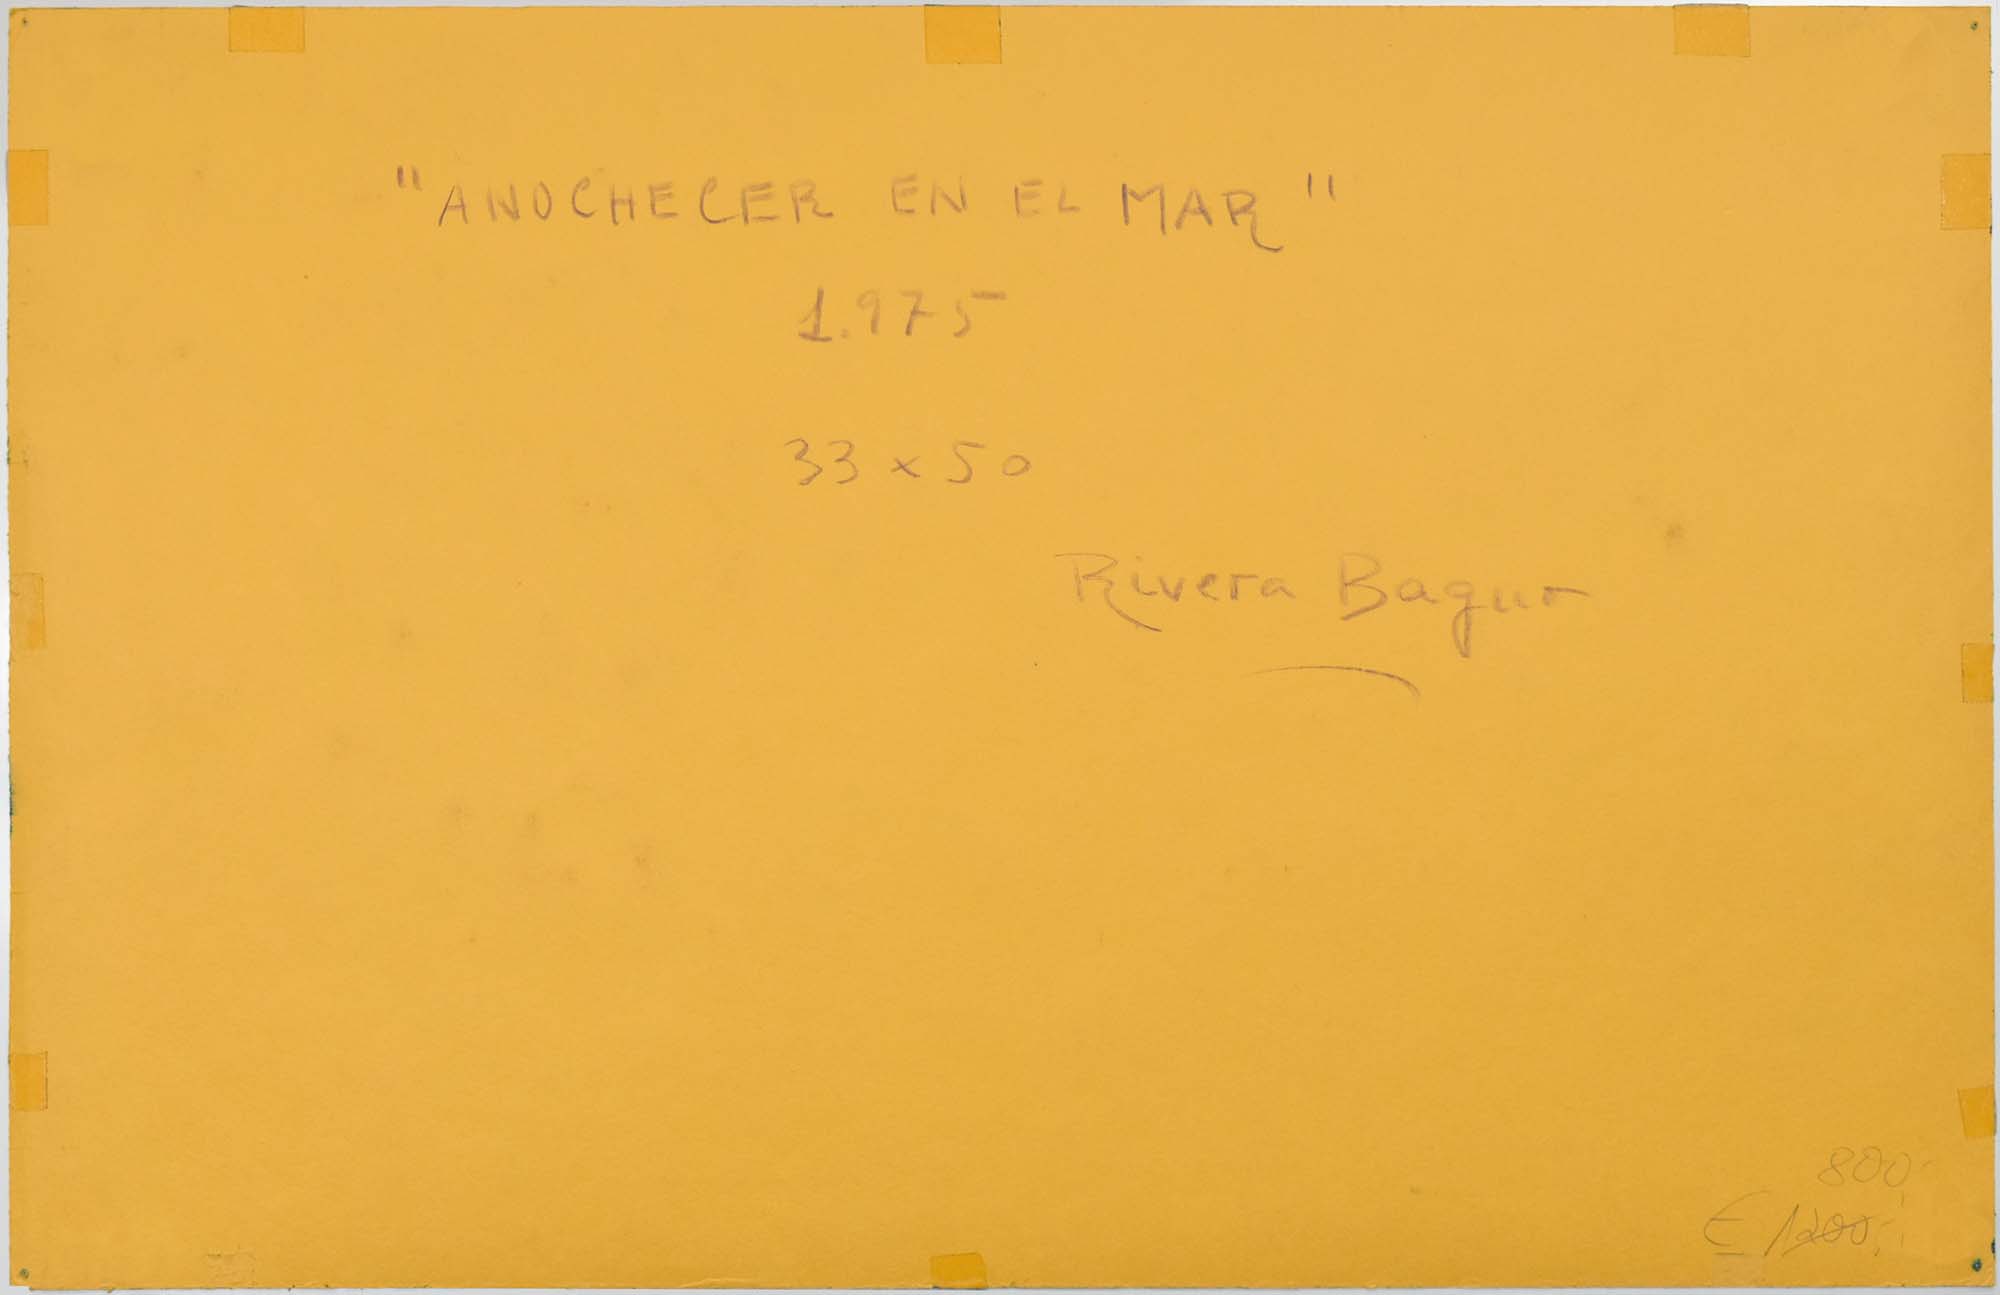 "ANOCHECER EN EL MAR"
1.975
33 x 50
Rivera Bagur
800,-
€ 1200,-